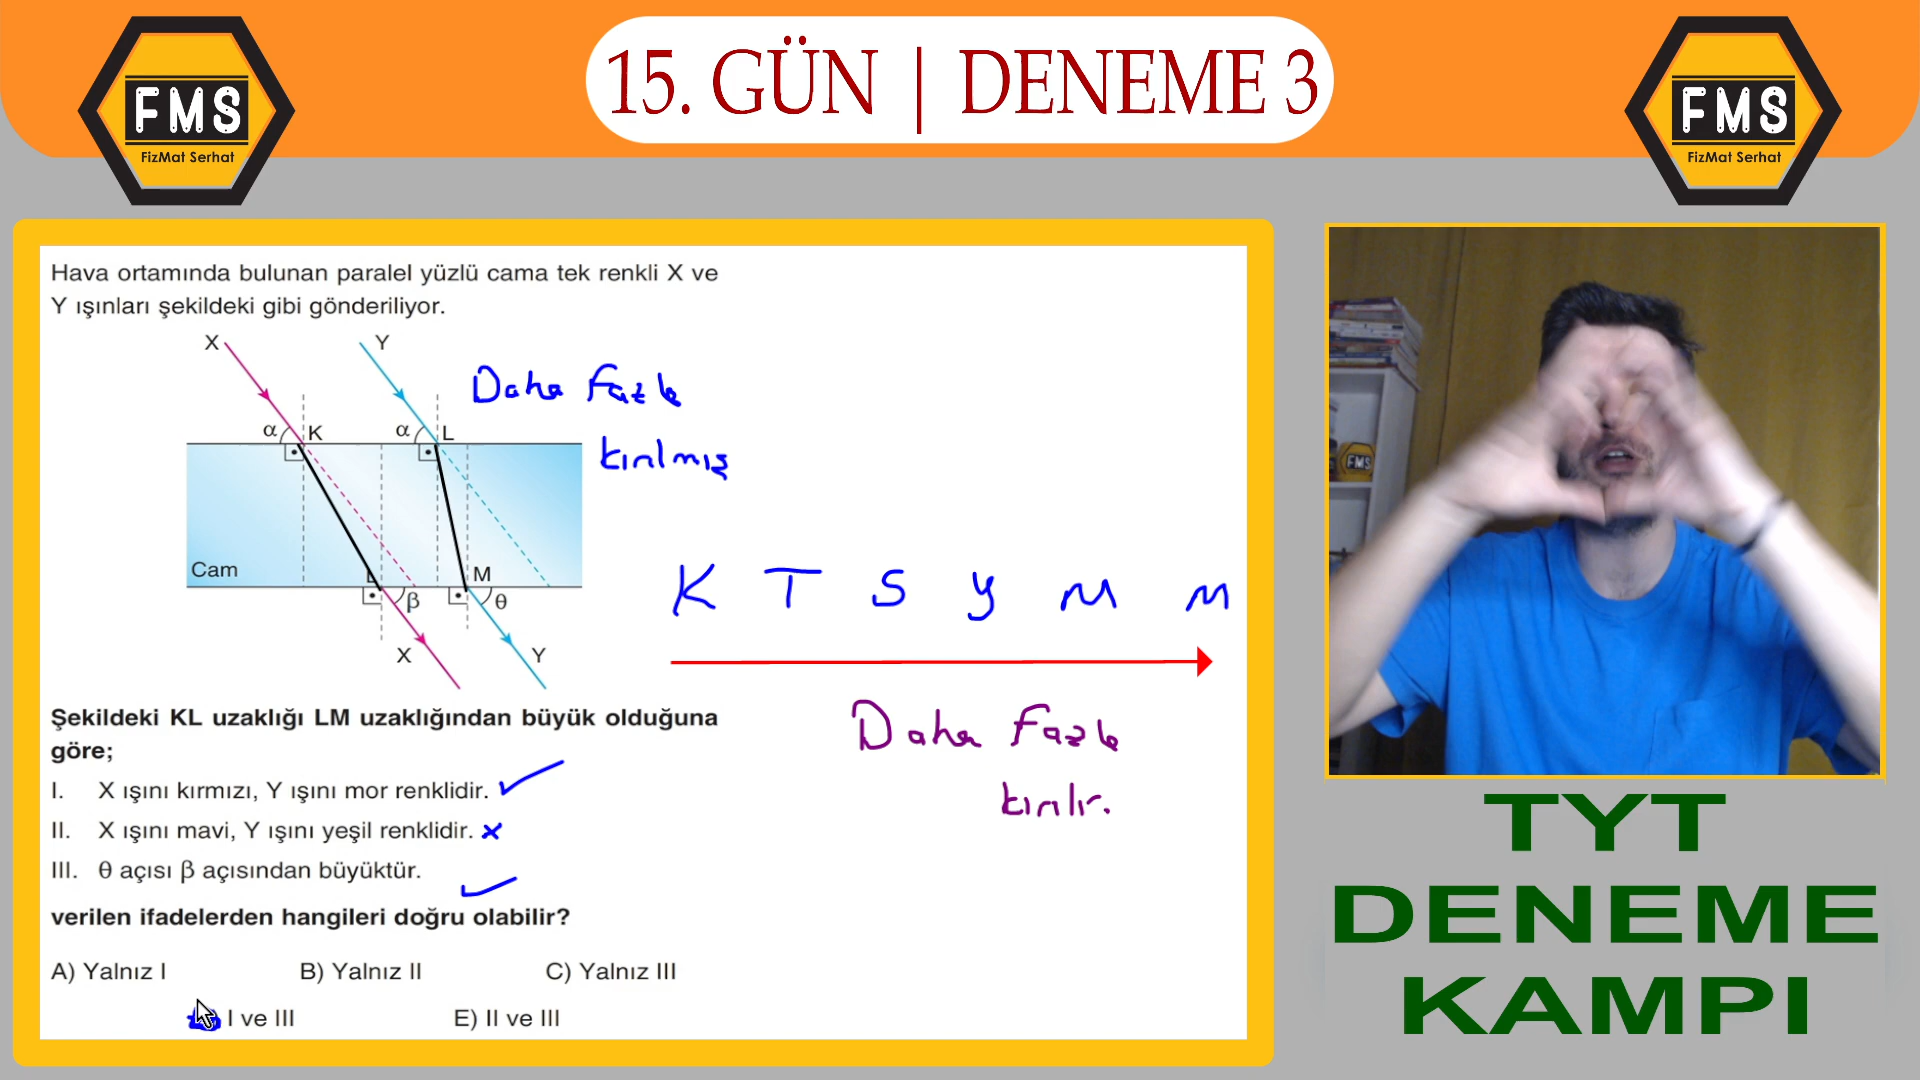 15. GÜN | DENEME 3
FMS
FizMat Serhat
FMS
FizMat Serhat
Hava ortamında bulunan paralel yüzlü cama tek renkli X ve
Y ışınları şekildeki gibi gönderiliyor.
X
Y
Daha Fazla
kırılmış
α
K
α
L
Cam
L
M
β
θ
X
Y
K T S Y M M
Daha Fazla
kırılır.
Şekildeki KL uzaklığı LM uzaklığından büyük olduğuna
göre;
I. X ışını kırmızı, Y ışını mor renklidir.
II. X ışını mavi, Y ışını yeşil renklidir.
III. θ açısı β açısından büyüktür.
verilen ifadelerden hangileri doğru olabilir?
A) Yalnız I B) Yalnız II C) Yalnız III
I ve III E) II ve III
FMS
TYT
DENEME
KAMPI